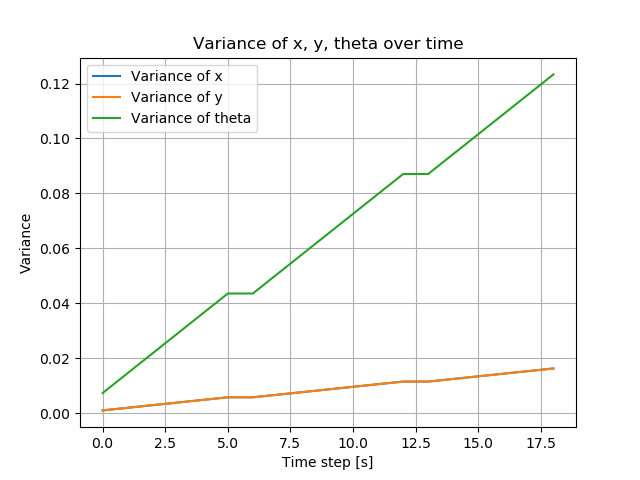 Variance of x, y, theta over time
Variance of x
Variance of y
Variance of theta
0.12
0.10
0.08
0.06
0.04
0.02
0.00
Variance
0.0 2.5 5.0 7.5 10.0 12.5 15.0 17.5
Time step [s]